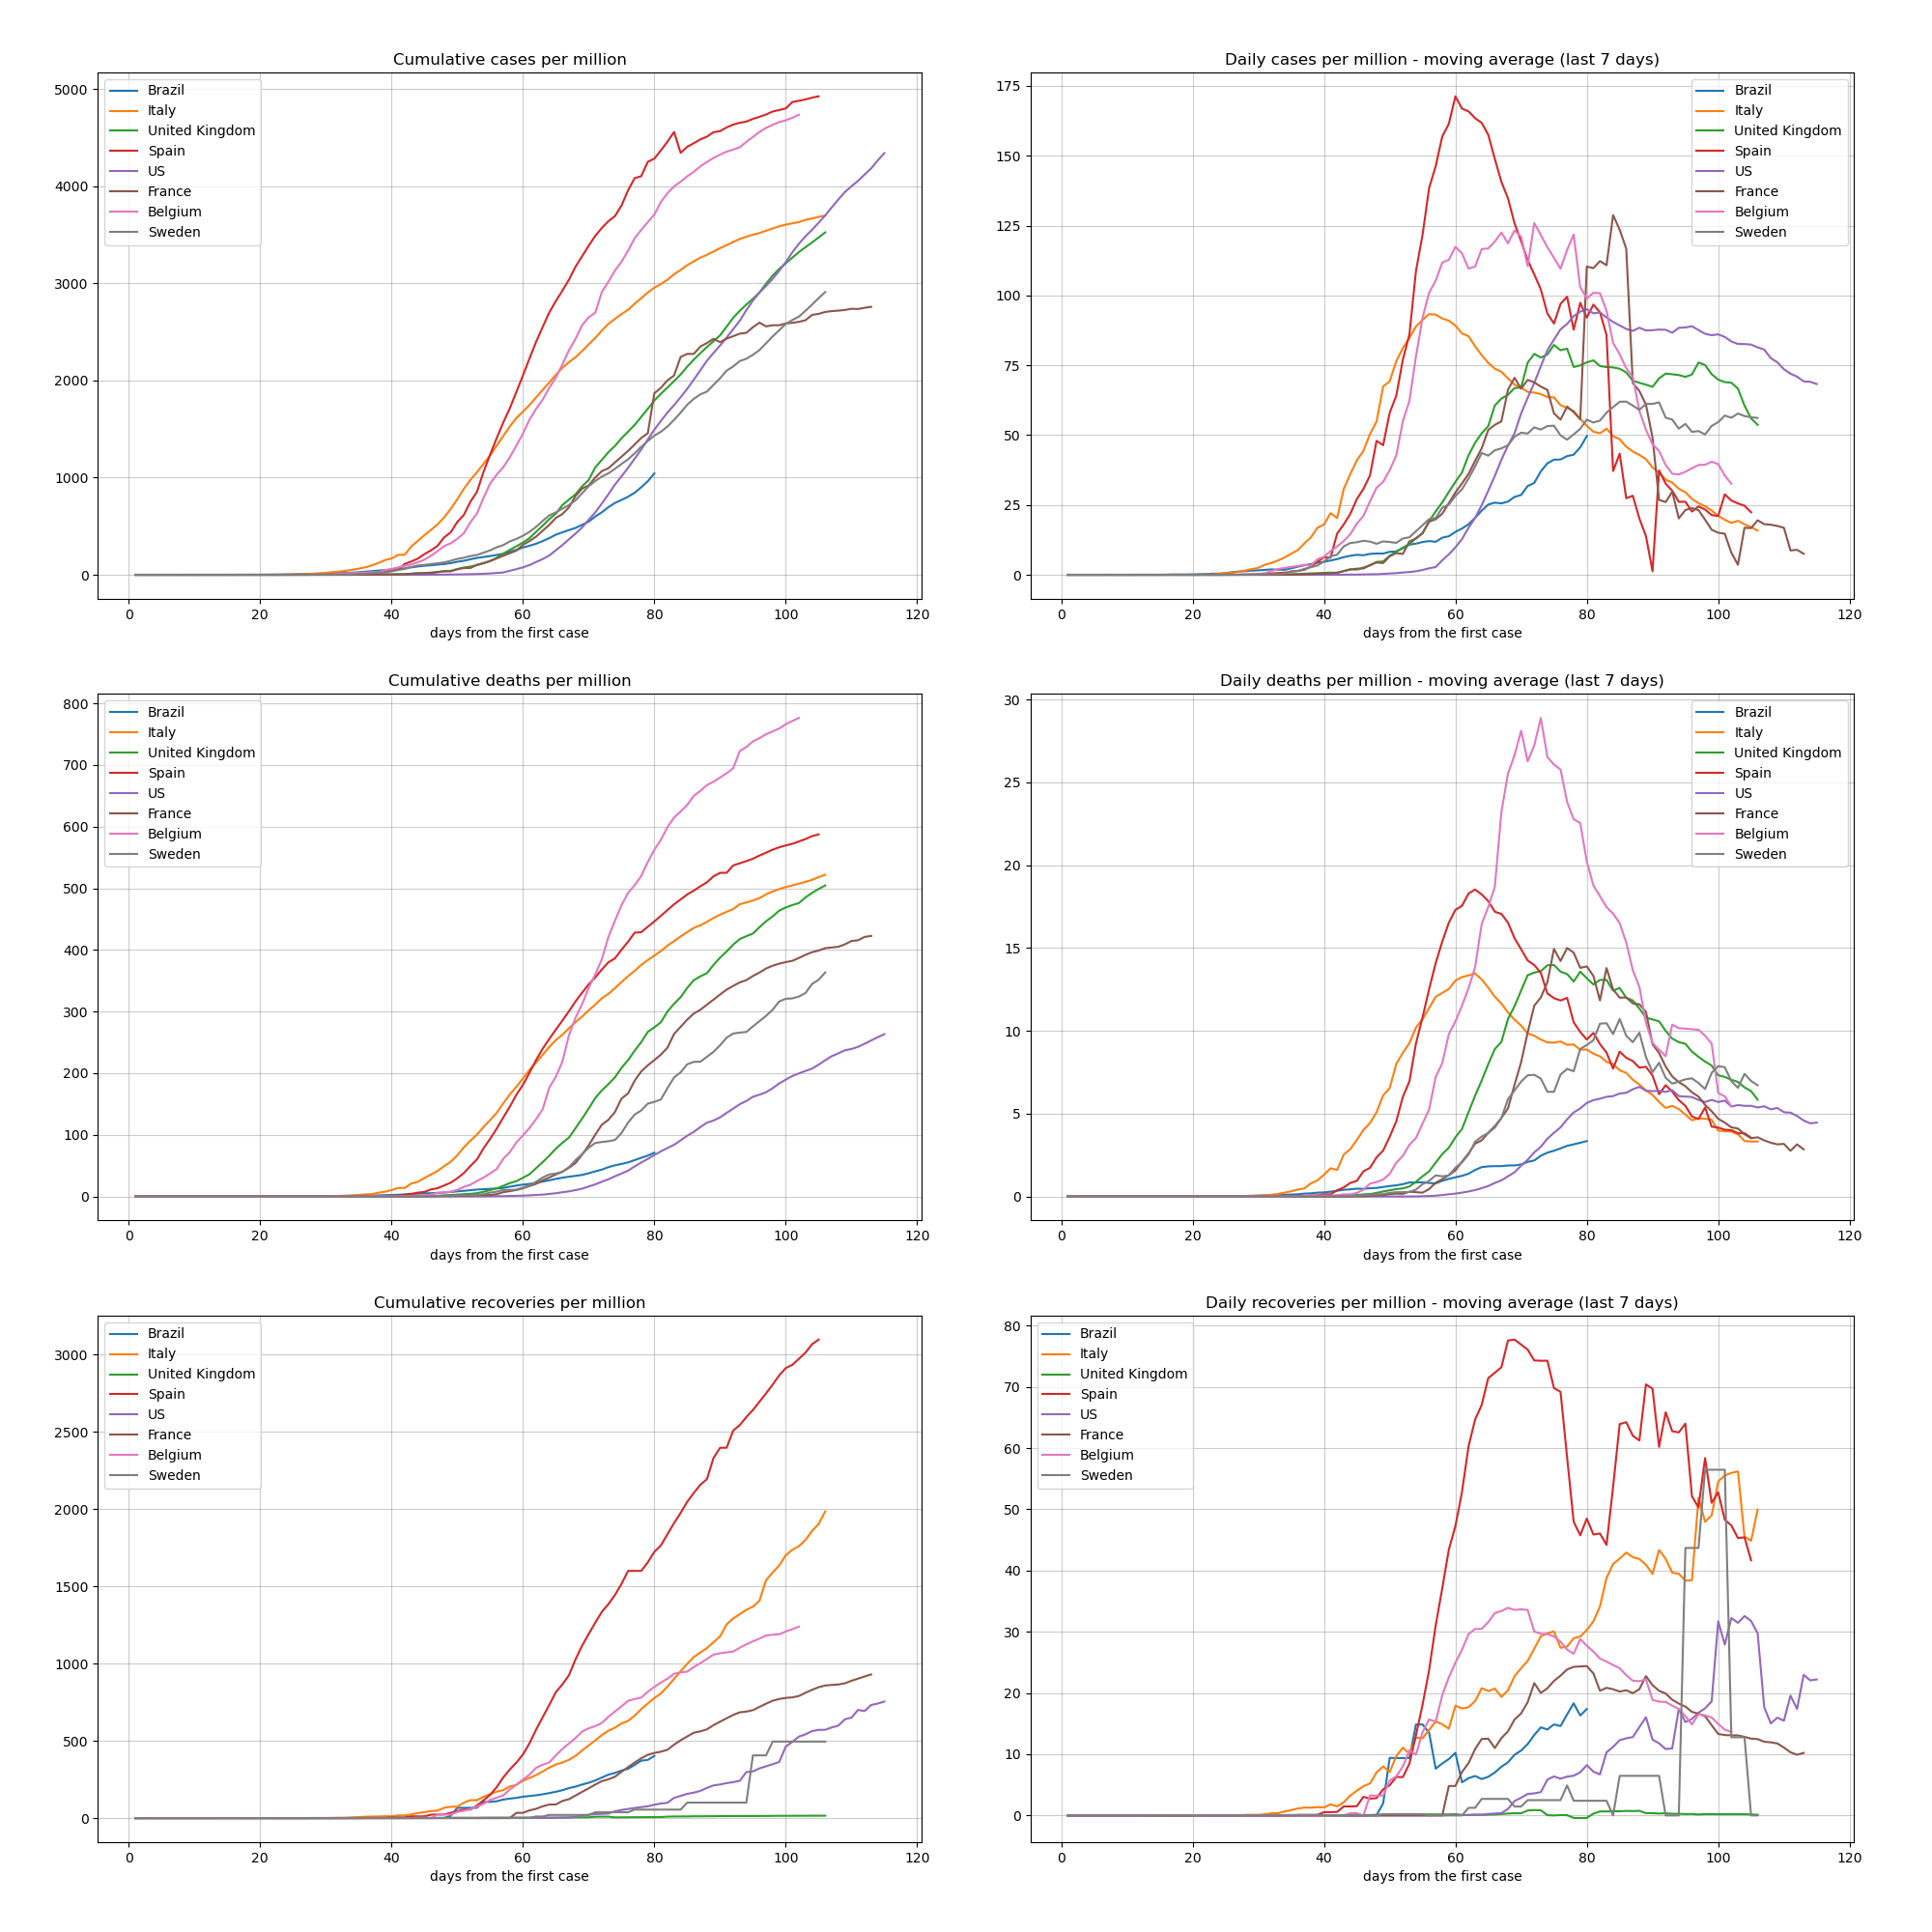 Cumulative cases per million
5000
4000
3000
2000
1000
0
Brazil
Italy
United Kingdom
Spain
US
France
Belgium
Sweden
0 20 40 60 80 100 120
days from the first case
Daily cases per million - moving average (last 7 days)
175
150
125
100
75
50
25
0
Brazil
Italy
United Kingdom
Spain
US
France
Belgium
Sweden
0 20 40 60 80 100 120
days from the first case
Cumulative deaths per million
800
700
600
500
400
300
200
100
0
Brazil
Italy
United Kingdom
Spain
US
France
Belgium
Sweden
0 20 40 60 80 100 120
days from the first case
Daily deaths per million - moving average (last 7 days)
30
25
20
15
10
5
0
Brazil
Italy
United Kingdom
Spain
US
France
Belgium
Sweden
0 20 40 60 80 100 120
days from the first case
Cumulative recoveries per million
3000
2500
2000
1500
1000
500
0
Brazil
Italy
United Kingdom
Spain
US
France
Belgium
Sweden
0 20 40 60 80 100 120
days from the first case
Daily recoveries per million - moving average (last 7 days)
80
70
60
50
40
30
20
10
0
Brazil
Italy
United Kingdom
Spain
US
France
Belgium
Sweden
0 20 40 60 80 100 120
days from the first case